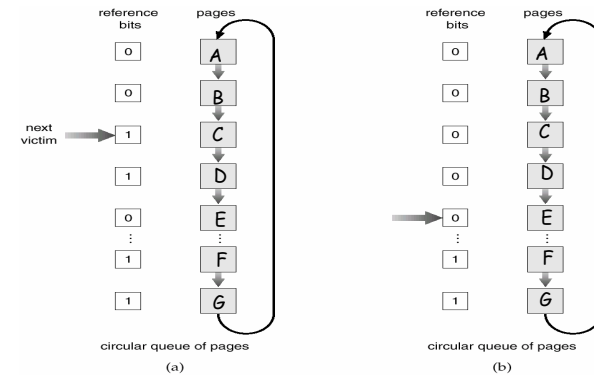 reference bits pages
0 A
0 B
next victim 1 C
1 D
0 E
⋮ ⋮
1 F
1 G
circular queue of pages
(a)
reference bits pages
0 A
0 B
0 C
0 D
0 E
⋮ ⋮
1 F
1 G
circular queue of pages
(b)